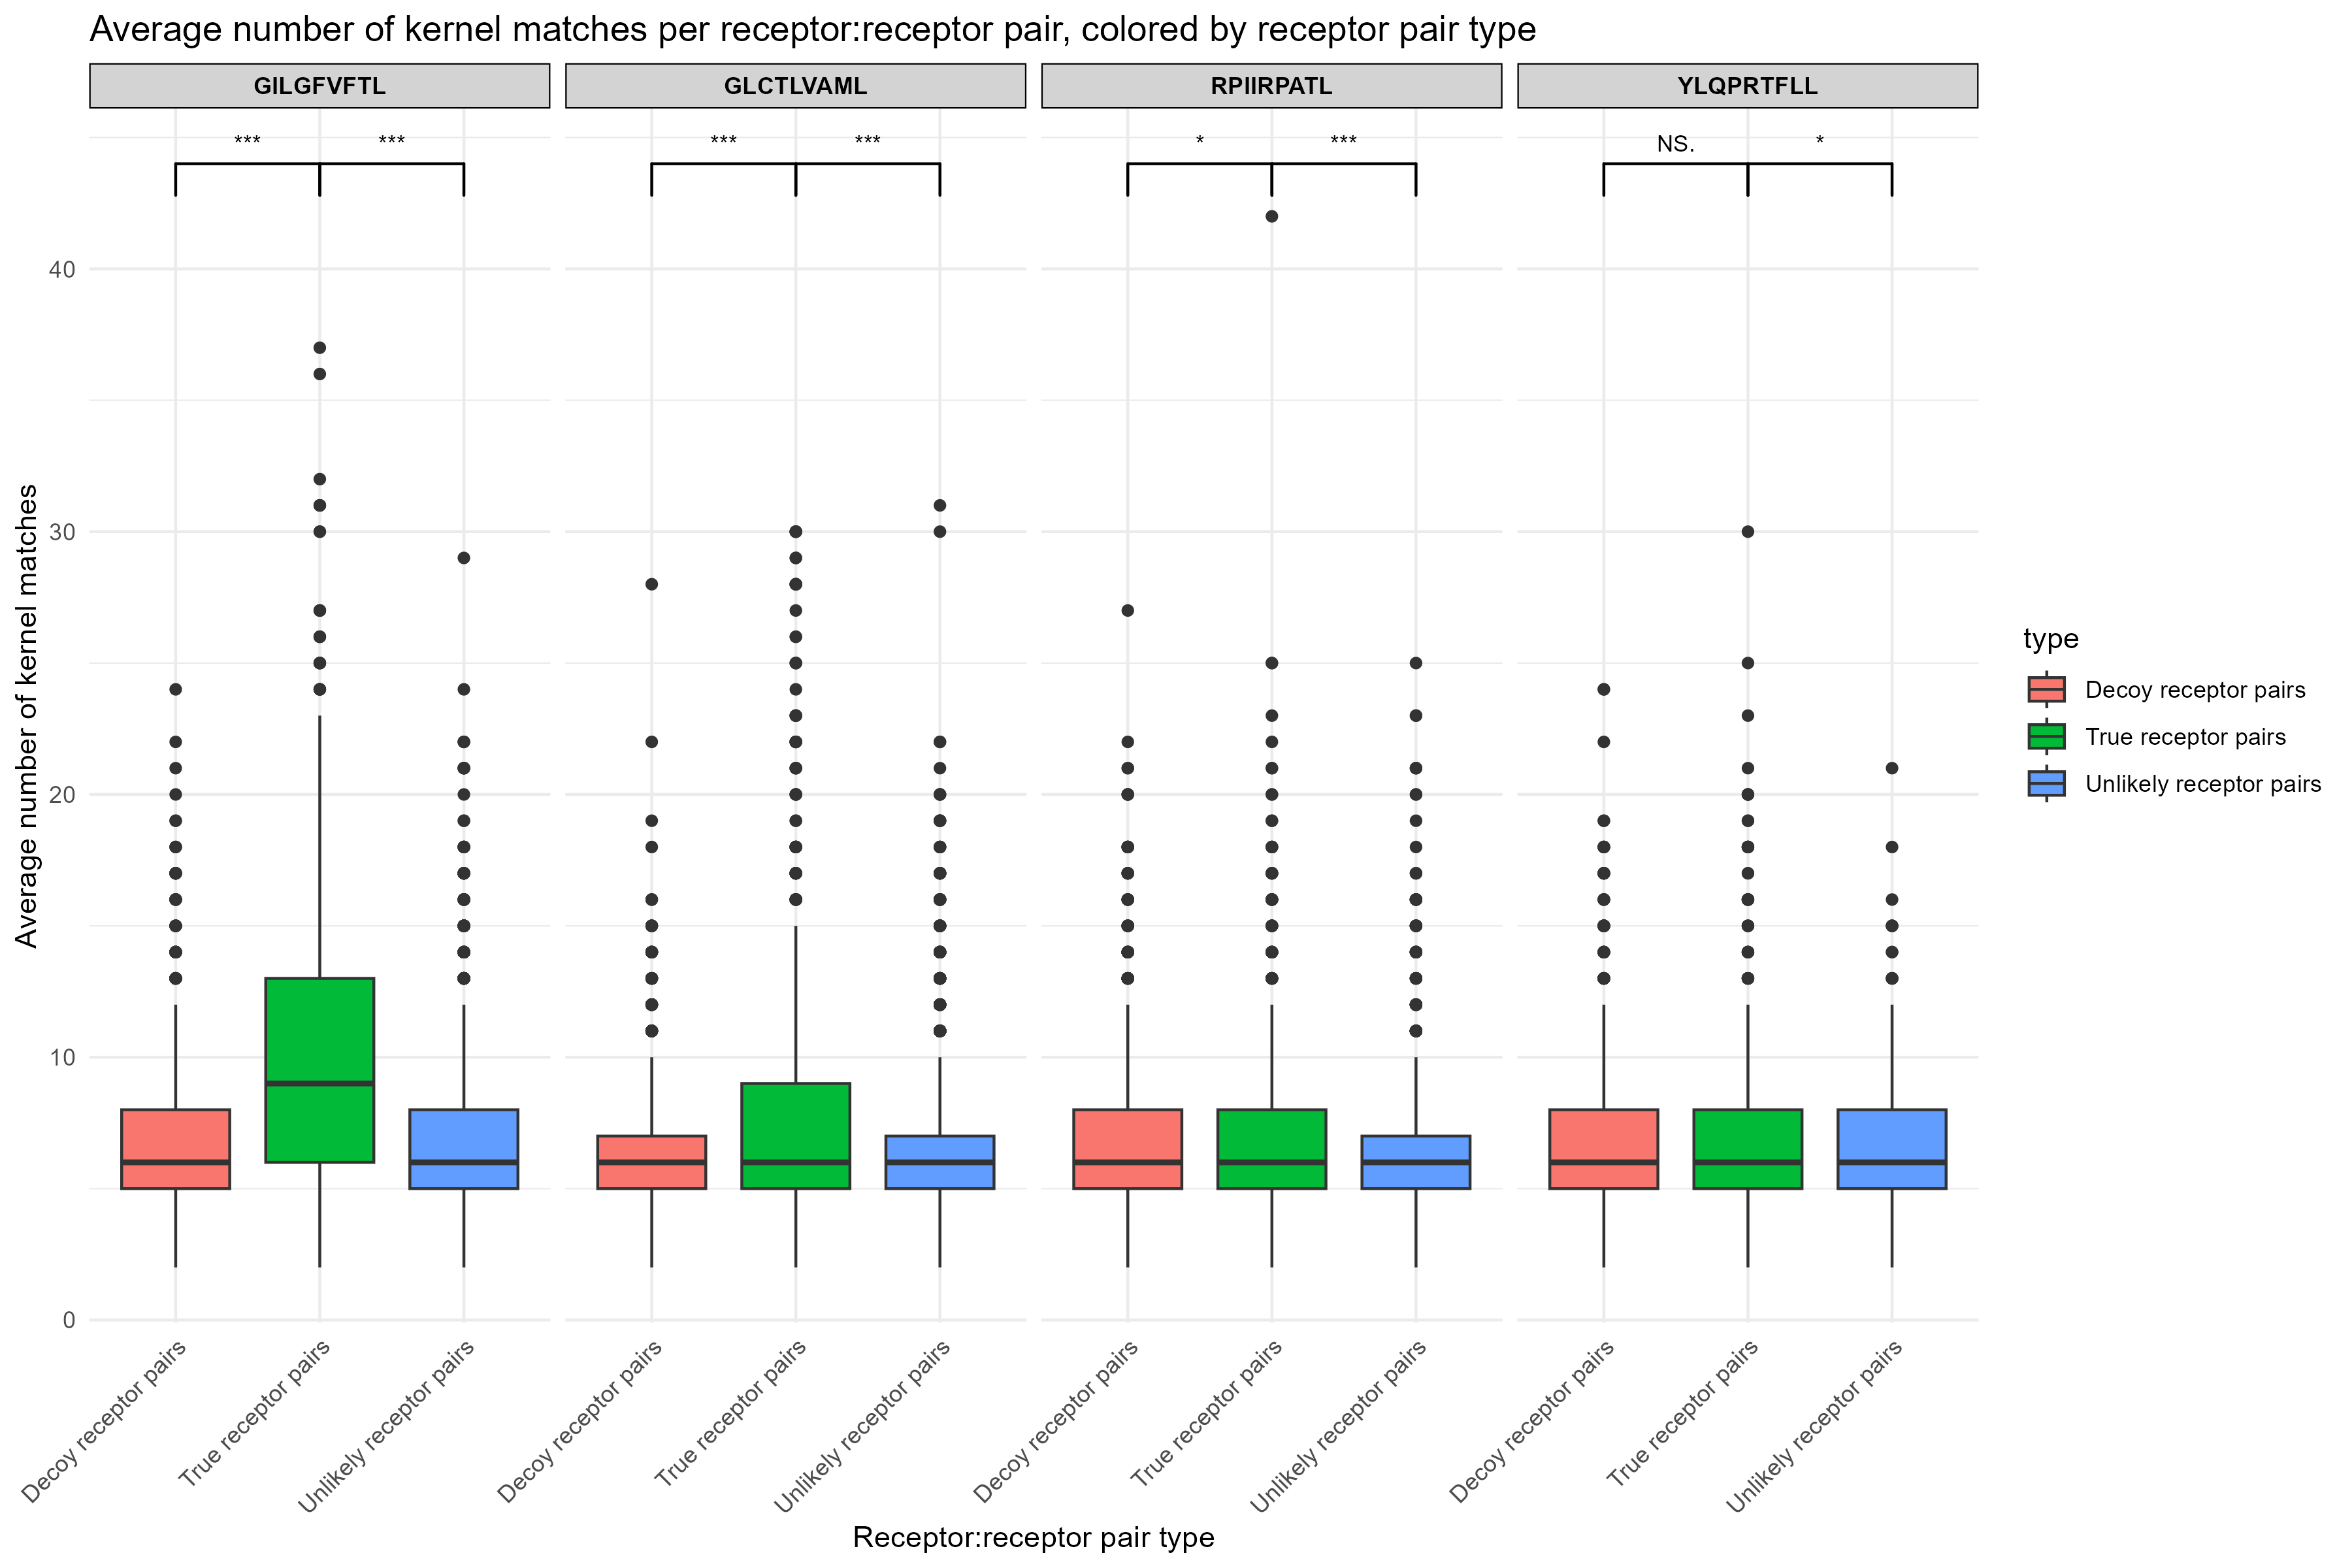 Average number of kernel matches per receptor:receptor pair, colored by receptor pair type
GILGFVFTL
GLCTLVAML
RPIIRPATL
YLQPRTFLL
*** ***
*** ***
* ***
NS. *
Average number of kernel matches
40
30
20
10
0
Decoy receptor pairs
True receptor pairs
Unlikely receptor pairs
Decoy receptor pairs
True receptor pairs
Unlikely receptor pairs
Decoy receptor pairs
True receptor pairs
Unlikely receptor pairs
Decoy receptor pairs
True receptor pairs
Unlikely receptor pairs
Receptor:receptor pair type
type
Decoy receptor pairs
True receptor pairs
Unlikely receptor pairs